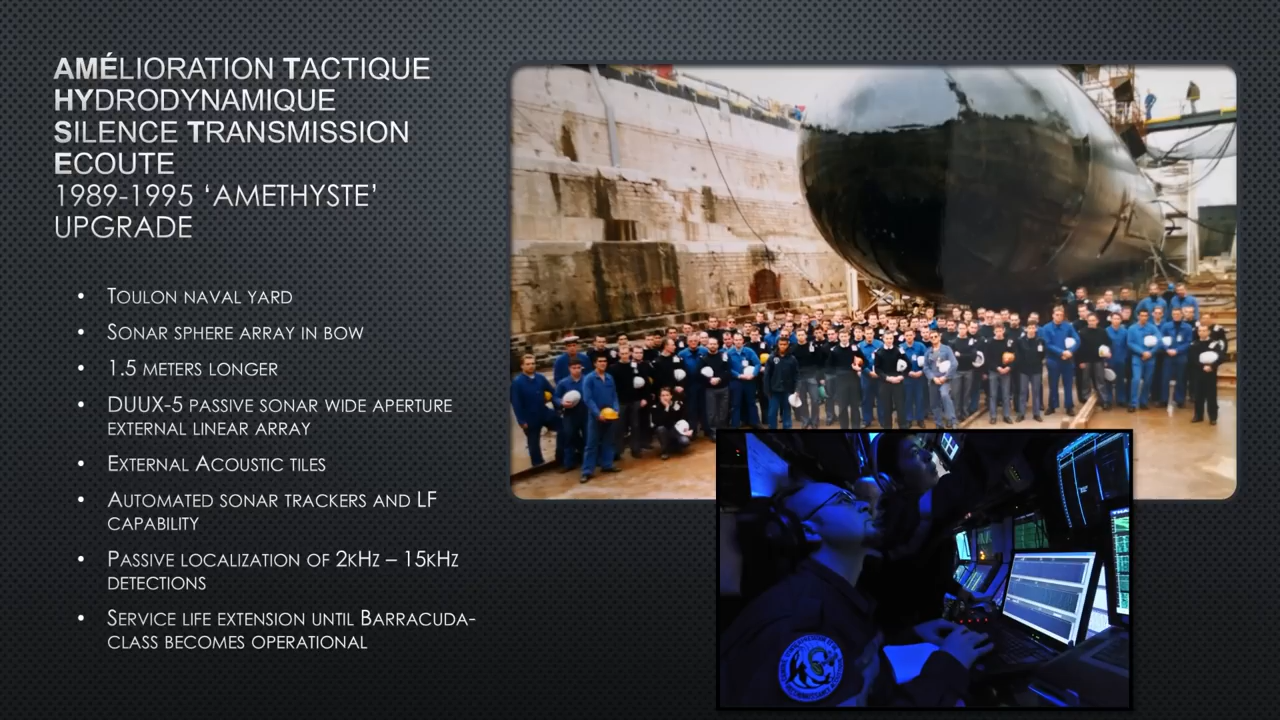 AMÉLIORATION TACTIQUE
HYDRODYNAMIQUE
SILENCE TRANSMISSION
ECOUTE
1989-1995 ‘AMETHYSTE’
UPGRADE
• TOULON NAVAL YARD
• SONAR SPHERE ARRAY IN BOW
• 1.5 METERS LONGER
• DUUX-5 PASSIVE SONAR WIDE APERTURE
EXTERNAL LINEAR ARRAY
• EXTERNAL ACOUSTIC TILES
• AUTOMATED SONAR TRACKERS AND LF
CAPABILITY
• PASSIVE LOCALIZATION OF 2KHZ – 15KHZ
DETECTIONS
• SERVICE LIFE EXTENSION UNTIL BARRACUDA-
CLASS BECOMES OPERATIONAL